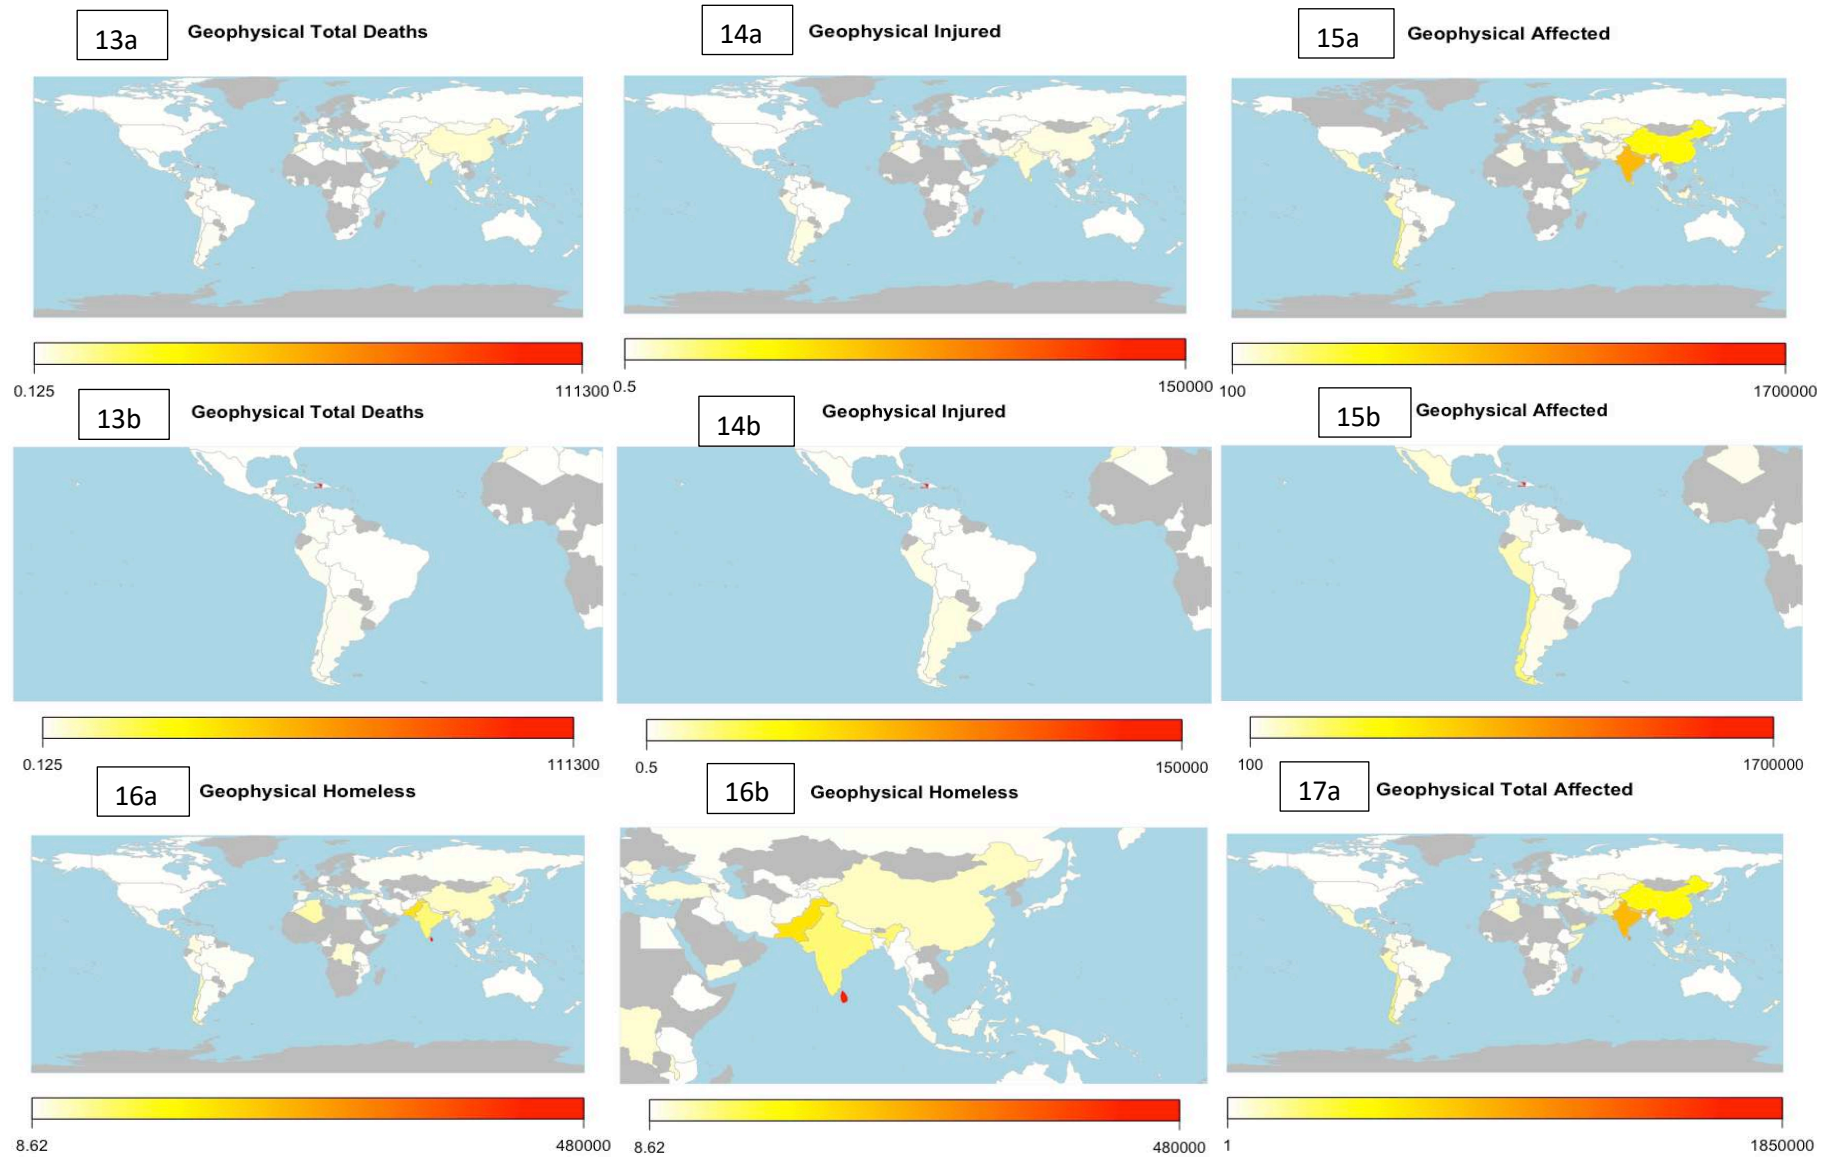 13a Geophysical Total Deaths
14a Geophysical Injured
15a Geophysical Affected
0.125 111300
0.5 150000
100 1700000
13b Geophysical Total Deaths
14b Geophysical Injured
15b Geophysical Affected
0.125 111300
0.5 150000
100 1700000
16a Geophysical Homeless
16b Geophysical Homeless
17a Geophysical Total Affected
8.62 480000
8.62 480000
1 1850000